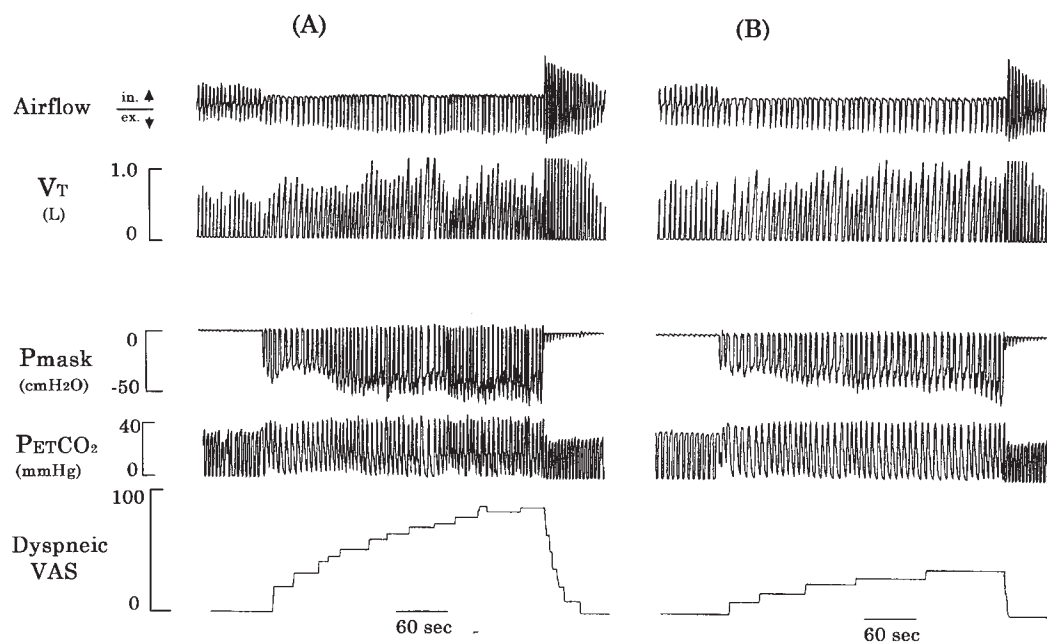 (A) (B)
Airflow in. ex.
VT
(L)
1.0
0
Pmask
(cmH2O)
0
-50
PETCO2
(mmHg)
40
0
Dyspneic
VAS
100
0
60 sec 60 sec